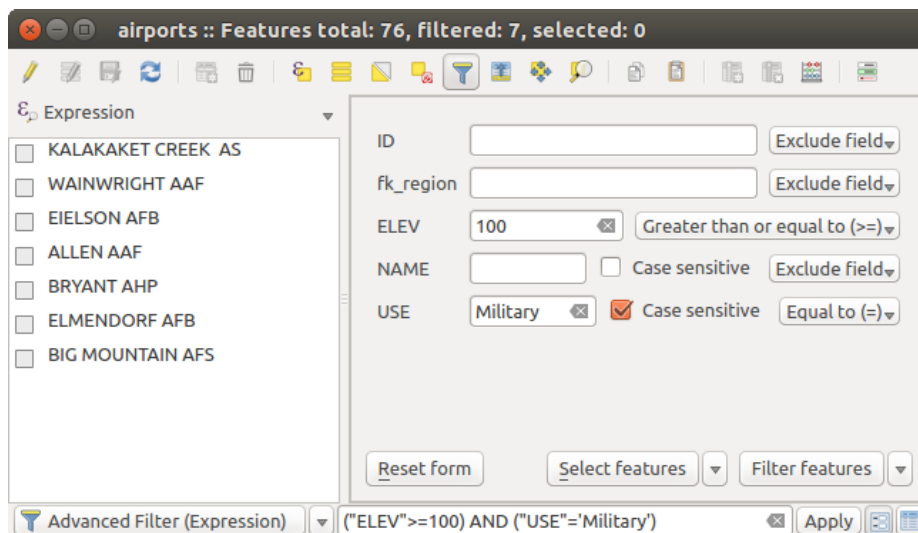 airports :: Features total: 76, filtered: 7, selected: 0
Expression
KALAKAKET CREEK AS
WAINWRIGHT AAF
EIELSON AFB
ALLEN AAF
BRYANT AHP
ELMENDORF AFB
BIG MOUNTAIN AFS
ID Exclude field
fk_region Exclude field
ELEV 100 Greater than or equal to (>=)
NAME Case sensitive Exclude field
USE Military Case sensitive Equal to (=)
Reset form Select features Filter features
Advanced Filter (Expression) ("ELEV">=100) AND ("USE"='Military') Apply